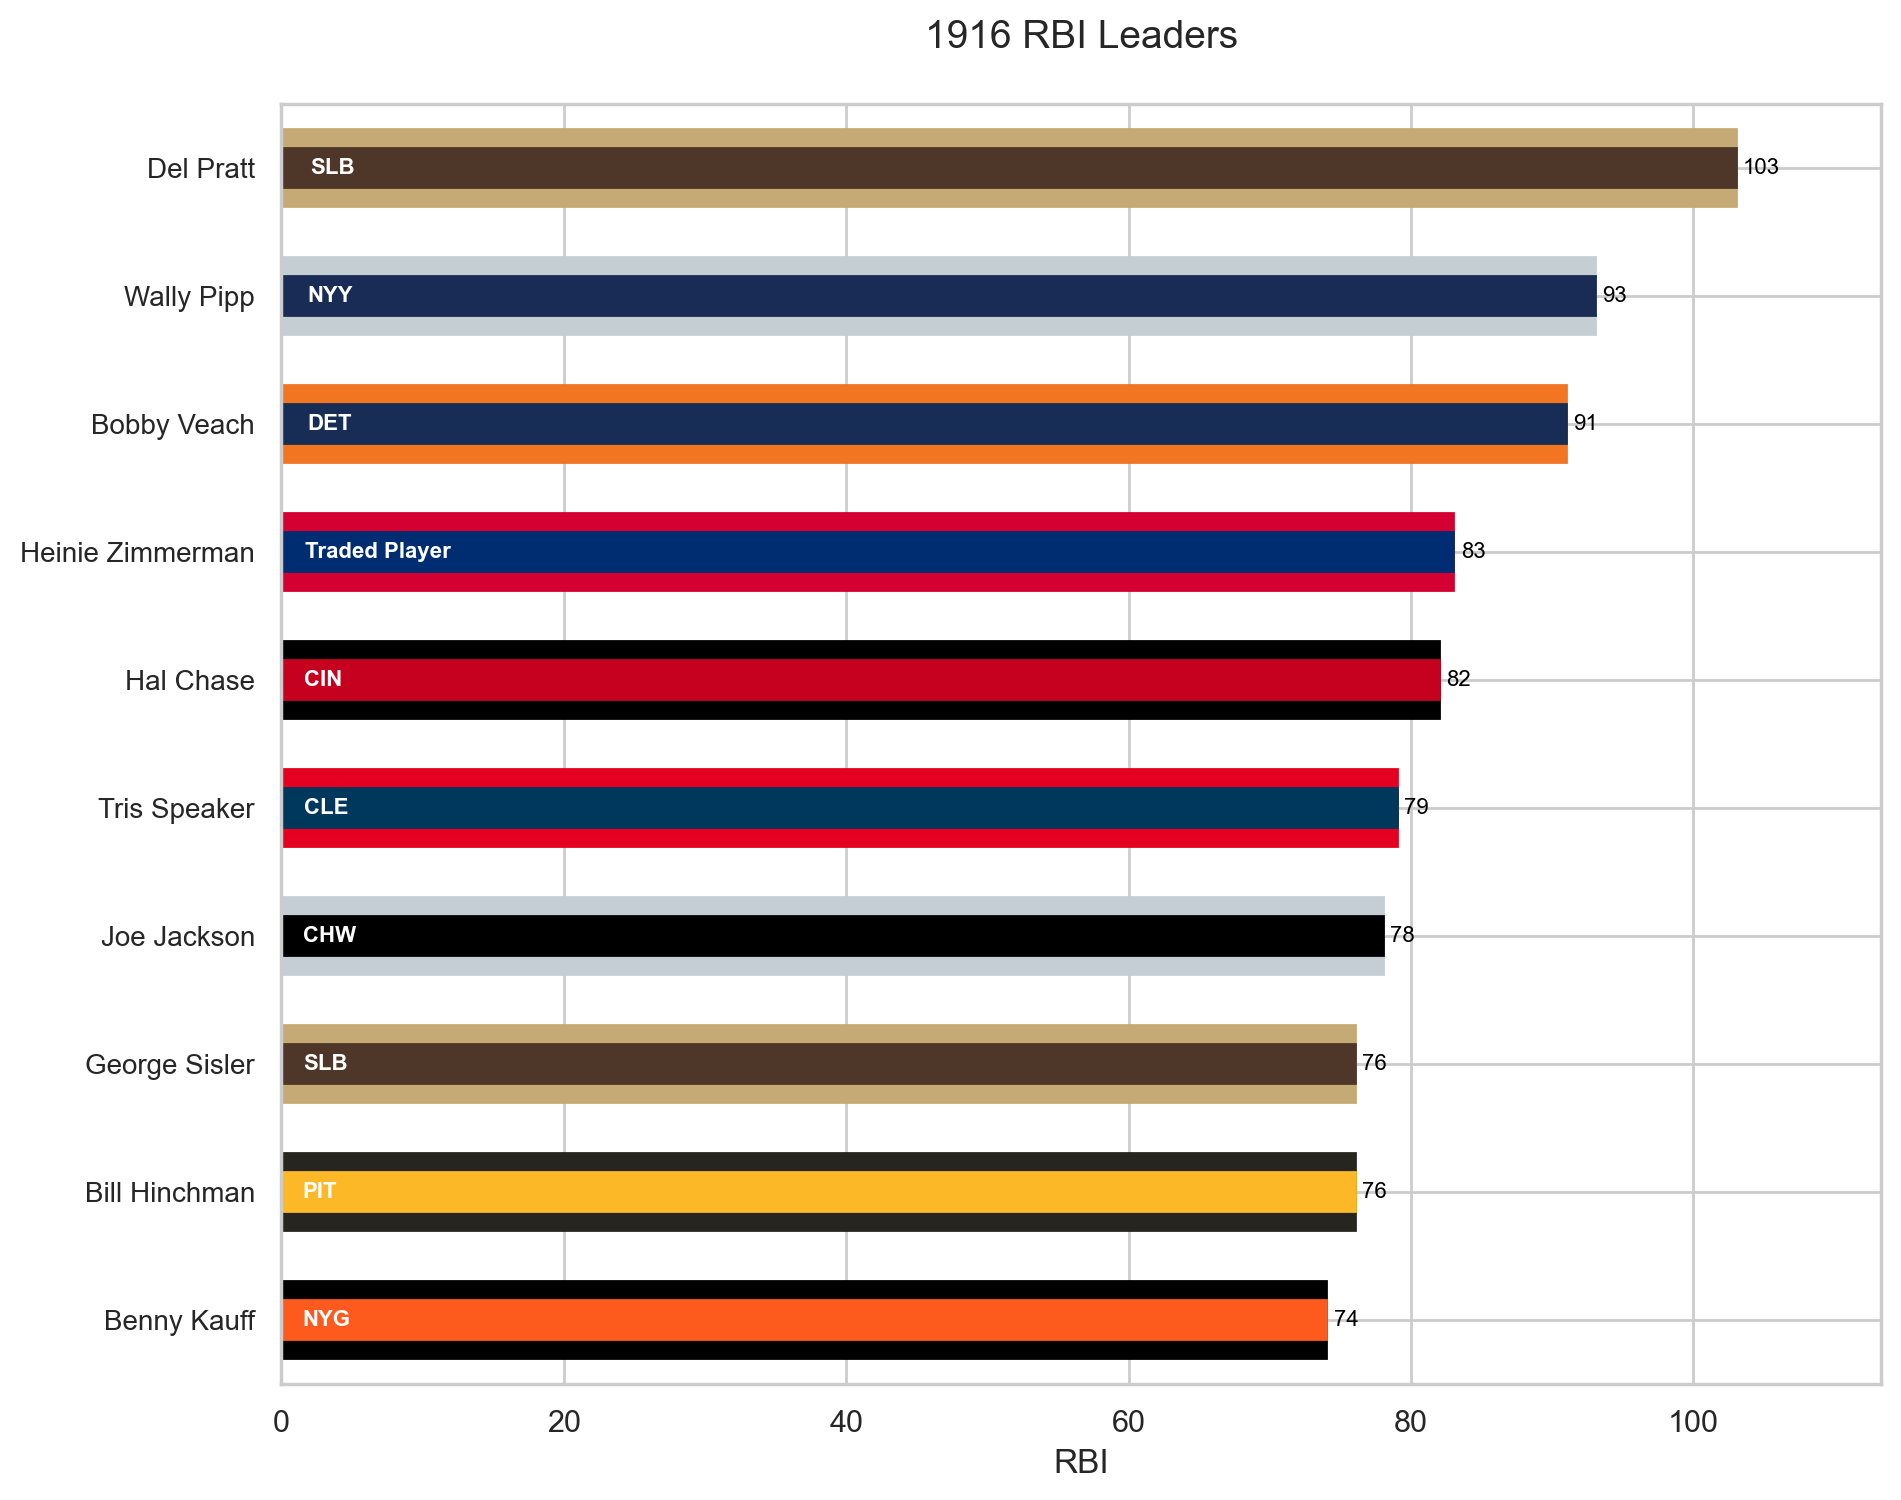 1916 RBI Leaders
Del Pratt SLB 103
Wally Pipp NYY 93
Bobby Veach DET 91
Heinie Zimmerman Traded Player 83
Hal Chase CIN 82
Tris Speaker CLE 79
Joe Jackson CHW 78
George Sisler SLB 76
Bill Hinchman PIT 76
Benny Kauff NYG 74
0 20 40 60 80 100
RBI